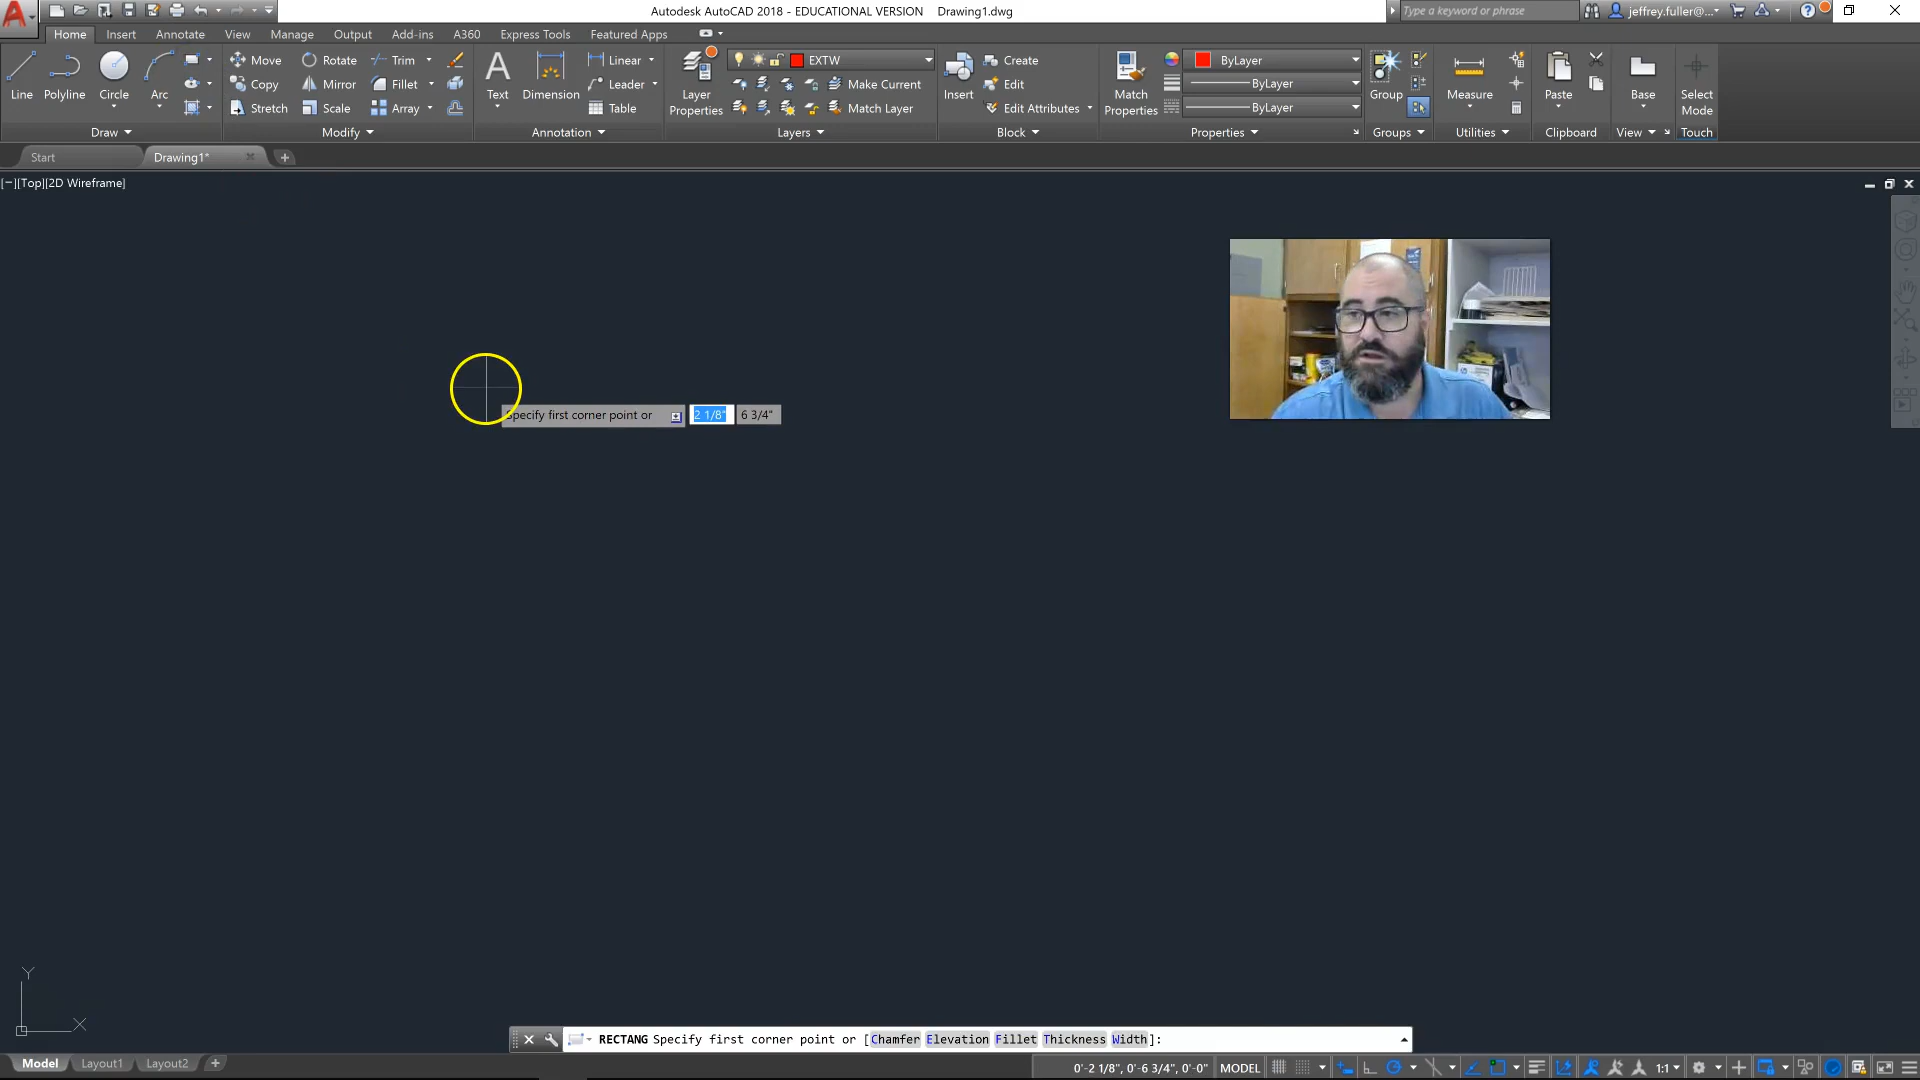 Autodesk AutoCAD 2018 - EDUCATIONAL VERSION Drawing1.dwg
Type a keyword or phrase
jeffrey.fuller@...
Home Insert Annotate View Manage Output Add-ins A360 Express Tools Featured Apps
Line Polyline Circle Arc
Move Rotate Trim
Copy Mirror Fillet
Stretch Scale Array
Text Dimension
Linear
Leader
Table
Layer Properties
EXTW
Make Current
Match Layer
Insert
Create
Edit
Edit Attributes
Match Properties
ByLayer
ByLayer
ByLayer
Group
Measure
Paste
Base
Select Mode
Draw Modify Annotation Layers Block Properties Groups Utilities Clipboard View Touch
Start Drawing1*
[−][Top][2D Wireframe]
Specify first corner point or 2 1/8" 6 3/4"
Y
X
RECTANG Specify first corner point or [Chamfer Elevation Fillet Thickness Width]:
Model Layout1 Layout2
0'-2 1/8", 0'-6 3/4", 0'-0" MODEL 1:1